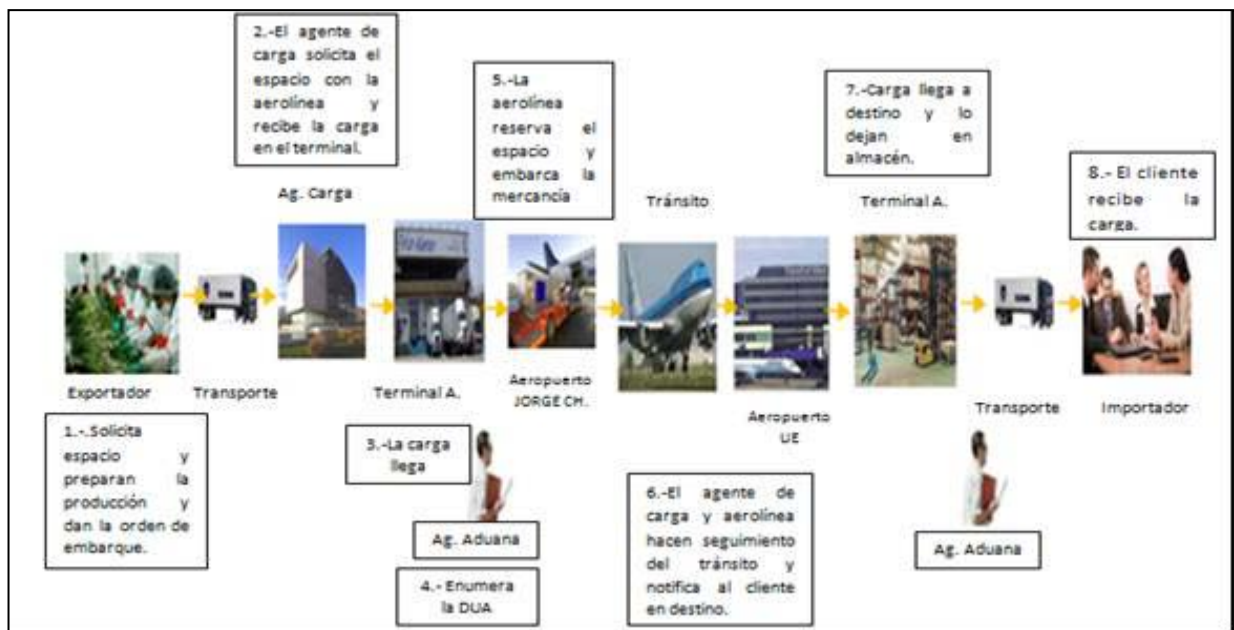 2.-El agente de
carga solicita el
espacio con la
aerolínea y
recibe la carga
en el terminal.
5.-La
aerolínea
reserva el
espacio y
embarca la
mercancía
7.-Carga llega a
destino y lo
dejan en
almacén.
8.- El cliente
recibe la
carga.
Ag. Carga
Tránsito
Terminal A.
Exportador
Transporte
Terminal A.
Aeropuerto
JORGE CH.
Aeropuerto
UE
Transporte
Importador
1.-.Solicita
espacio y
preparan la
producción y
dan la orden de
embarque.
3.-La carga
llega
Ag. Aduana
4.- Enumera
la DUA
6.-El agente de
carga y aerolínea
hacen seguimiento
del tránsito y
notifica al cliente
en destino.
Ag. Aduana